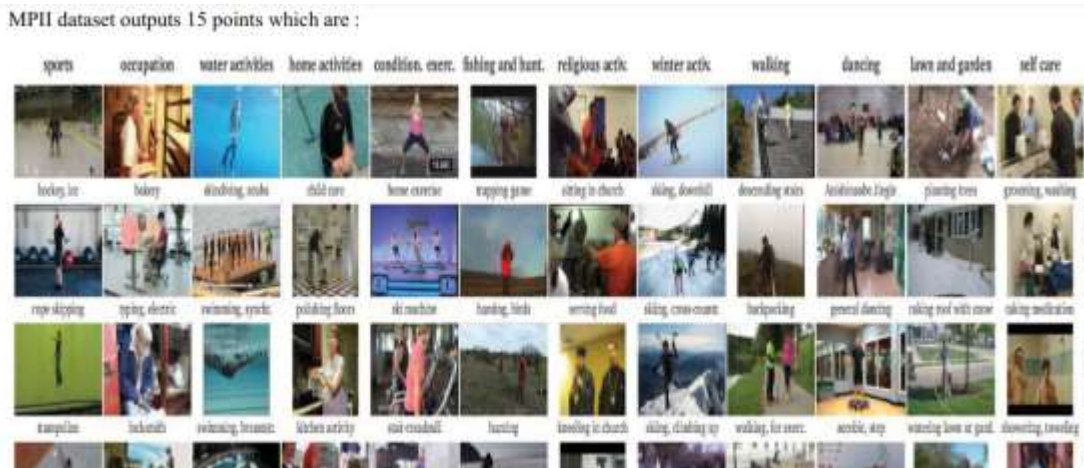 MPII dataset outputs 15 points which are :
sports occupation water activities home activities condition. exerc. fishing and hunt. religious activ. winter activ. walking dancing lawn and garden self care
hockey, ice bakery skindiving, scuba child care home exercise trapping game sitting in church skiing, downhill descending stairs Anishinaabe Jingle planting trees grooming, washing
rope skipping typing, electric swimming, synchr. polishing floors ski machine hunting, birds serving food skiing, cross-countr. backpacking general dancing raking roof with snow taking medication
trampoline locksmith swimming, breaststr. kitchen activity stair-treadmill hunting kneeling in church skiing, climbing up walking, for exerc. aerobic, step watering lawn or gard. showering, toweling